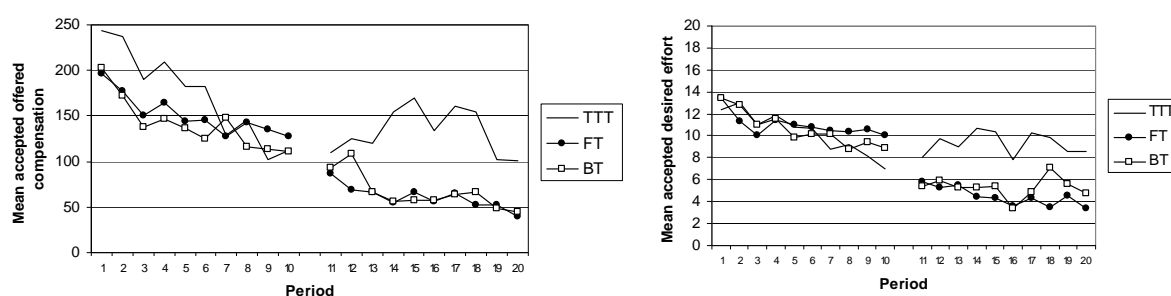 Mean accepted offered
compensation
250
200
150
100
50
0
1 2 3 4 5 6 7 8 9 10 11 12 13 14 15 16 17 18 19 20
Period
TTT
FT
BT
Mean accepted desired effort
20
18
16
14
12
10
8
6
4
2
0
1 2 3 4 5 6 7 8 9 10 11 12 13 14 15 16 17 18 19 20
Period
TTT
FT
BT